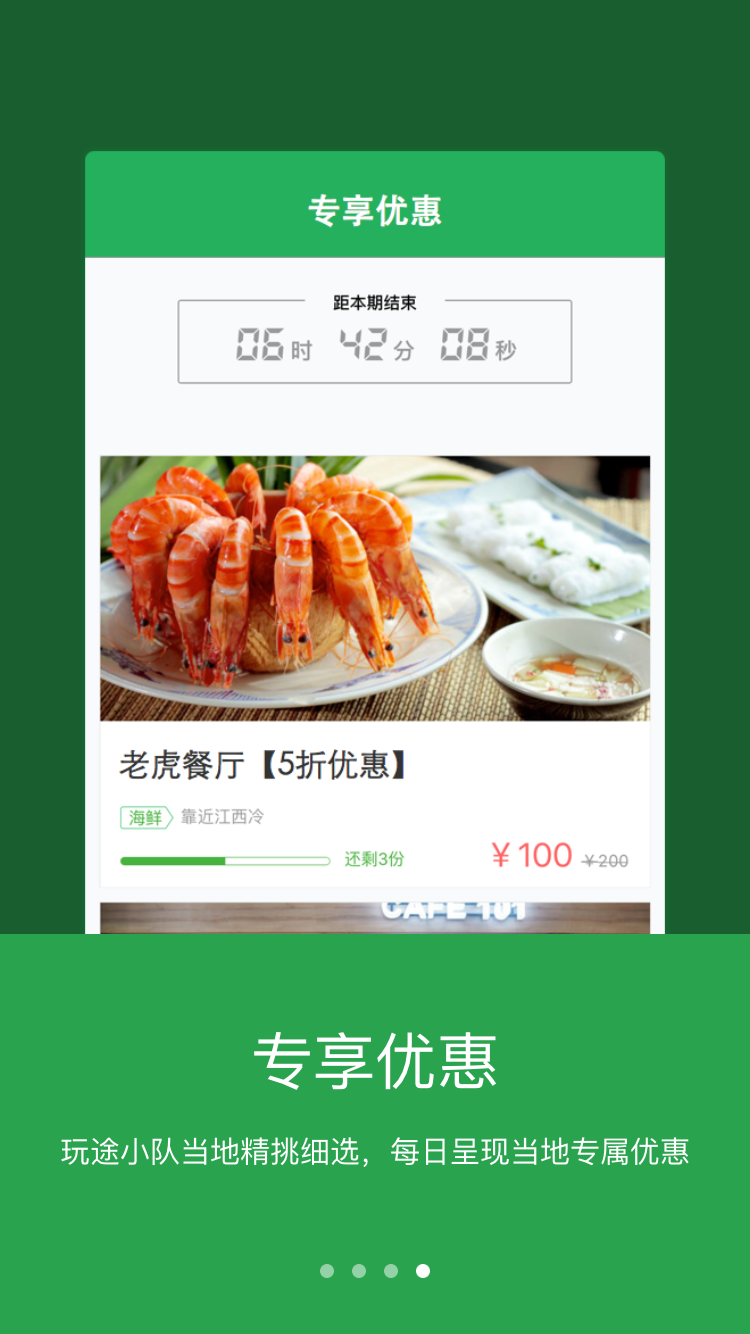 专享优惠
距本期结束
06时 42分 08秒
老虎餐厅【5折优惠】
海鲜 靠近江西冷
还剩3份 ￥100 ￥200
CAFE 101
专享优惠
玩途小队当地精挑细选，每日呈现当地专属优惠